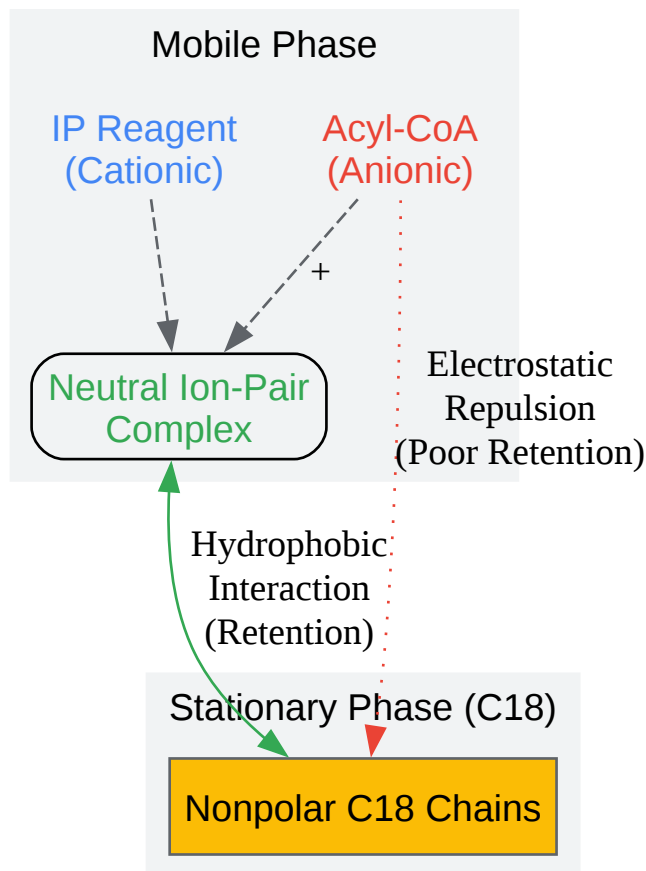 Mobile Phase
IP Reagent
(Cationic)
Acyl-CoA
(Anionic)
+
Neutral Ion-Pair
Complex
Electrostatic
Repulsion
(Poor Retention)
Hydrophobic
Interaction
(Retention)
Stationary Phase (C18)
Nonpolar C18 Chains